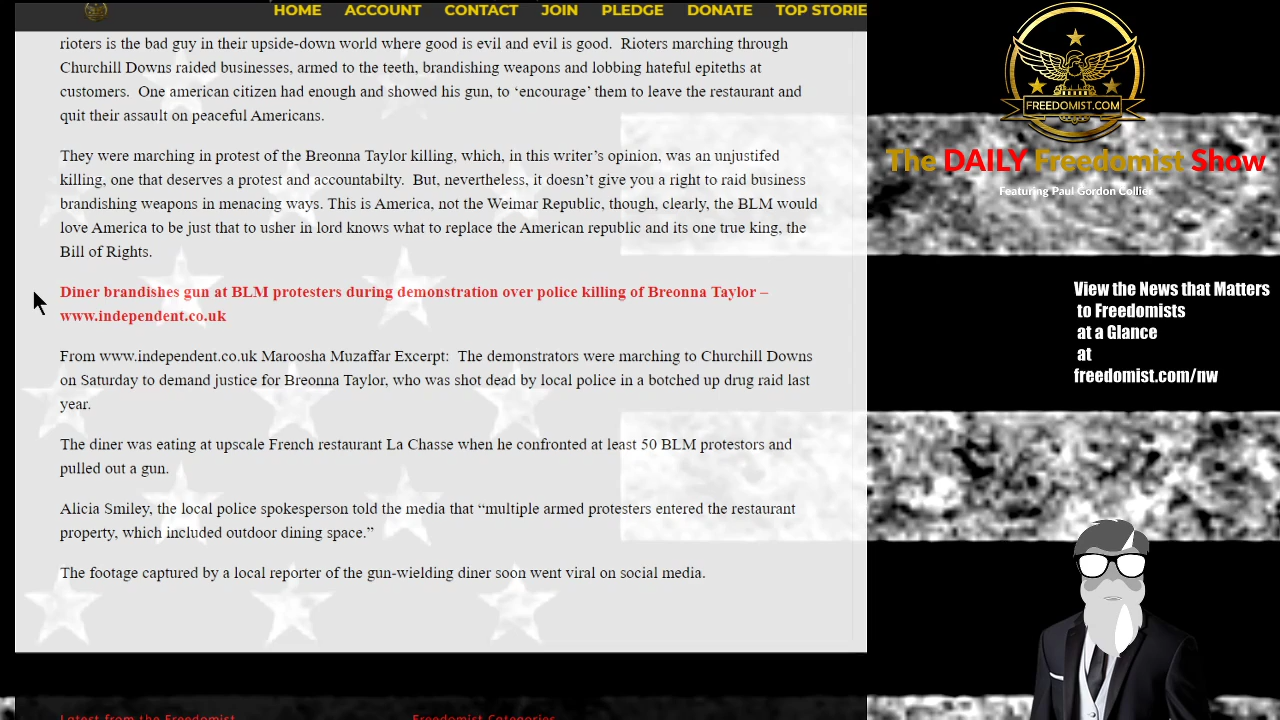 HOME ACCOUNT CONTACT JOIN PLEDGE DONATE TOP STORIE
rioters is the bad guy in their upside-down world where good is evil and evil is good. Rioters marching through
Churchill Downs raided businesses, armed to the teeth, brandishing weapons and lobbing hateful epiteths at
customers. One american citizen had enough and showed his gun, to ‘encourage’ them to leave the restaurant and
quit their assault on peaceful Americans.
They were marching in protest of the Breonna Taylor killing, which, in this writer’s opinion, was an unjustifed
killing, one that deserves a protest and accountability. But, nevertheless, it doesn’t give you a right to raid business
brandishing weapons in menacing ways. This is America, not the Weimar Republic, though, clearly, the BLM would
love America to be just that to usher in lord knows what to replace the American republic and its one true king, the
Bill of Rights.
Diner brandishes gun at BLM protesters during demonstration over police killing of Breonna Taylor –
www.independent.co.uk
From www.independent.co.uk Maroosha Muzaffar Excerpt: The demonstrators were marching to Churchill Downs
on Saturday to demand justice for Breonna Taylor, who was shot dead by local police in a botched up drug raid last
year.
The diner was eating at upscale French restaurant La Chasse when he confronted at least 50 BLM protestors and
pulled out a gun.
Alicia Smiley, the local police spokesperson told the media that “multiple armed protesters entered the restaurant
property, which included outdoor dining space.”
The footage captured by a local reporter of the gun-wielding diner soon went viral on social media.
Latest from the Freedomist Freedomist Categories
FREEDOMIST.COM
The DAILY Freedomist Show
Featuring Paul Gordon Collier
View the News that Matters
to Freedomists
at a Glance
at
freedomist.com/nw